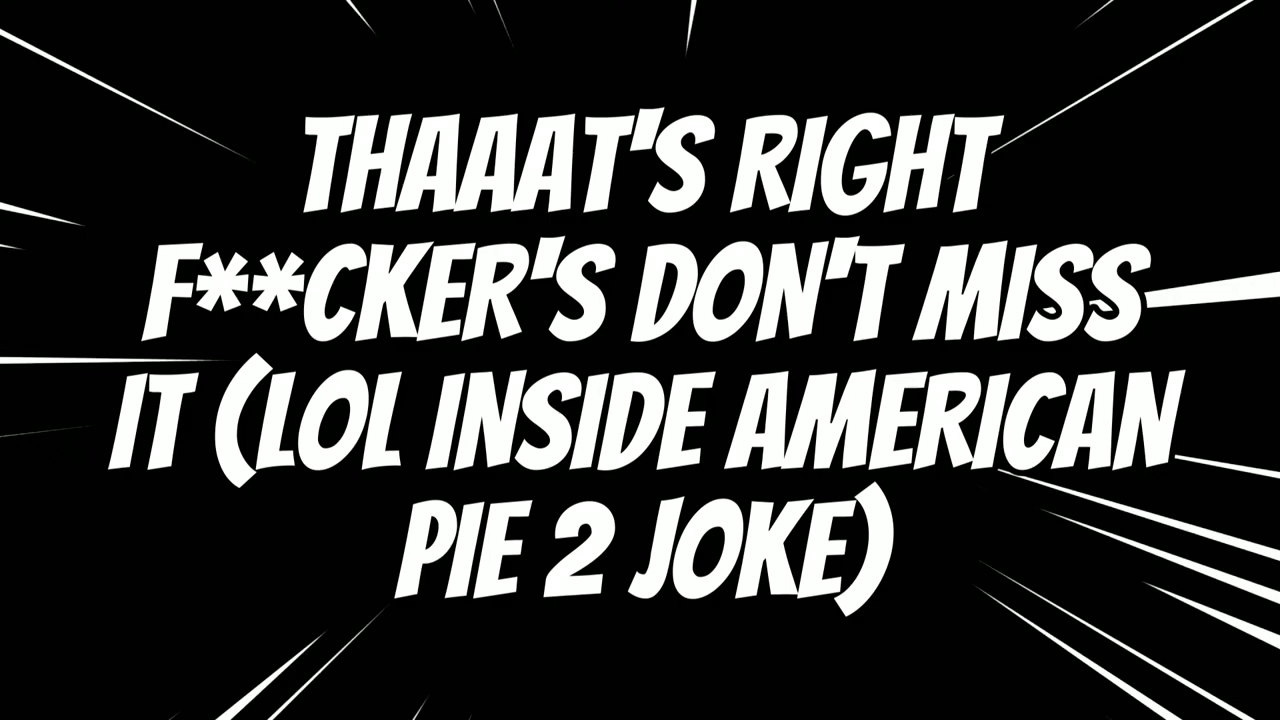 THAAAT'S RIGHT
F**CKER'S DON'T MISS
IT (LOL INSIDE AMERICAN
PIE 2 JOKE)